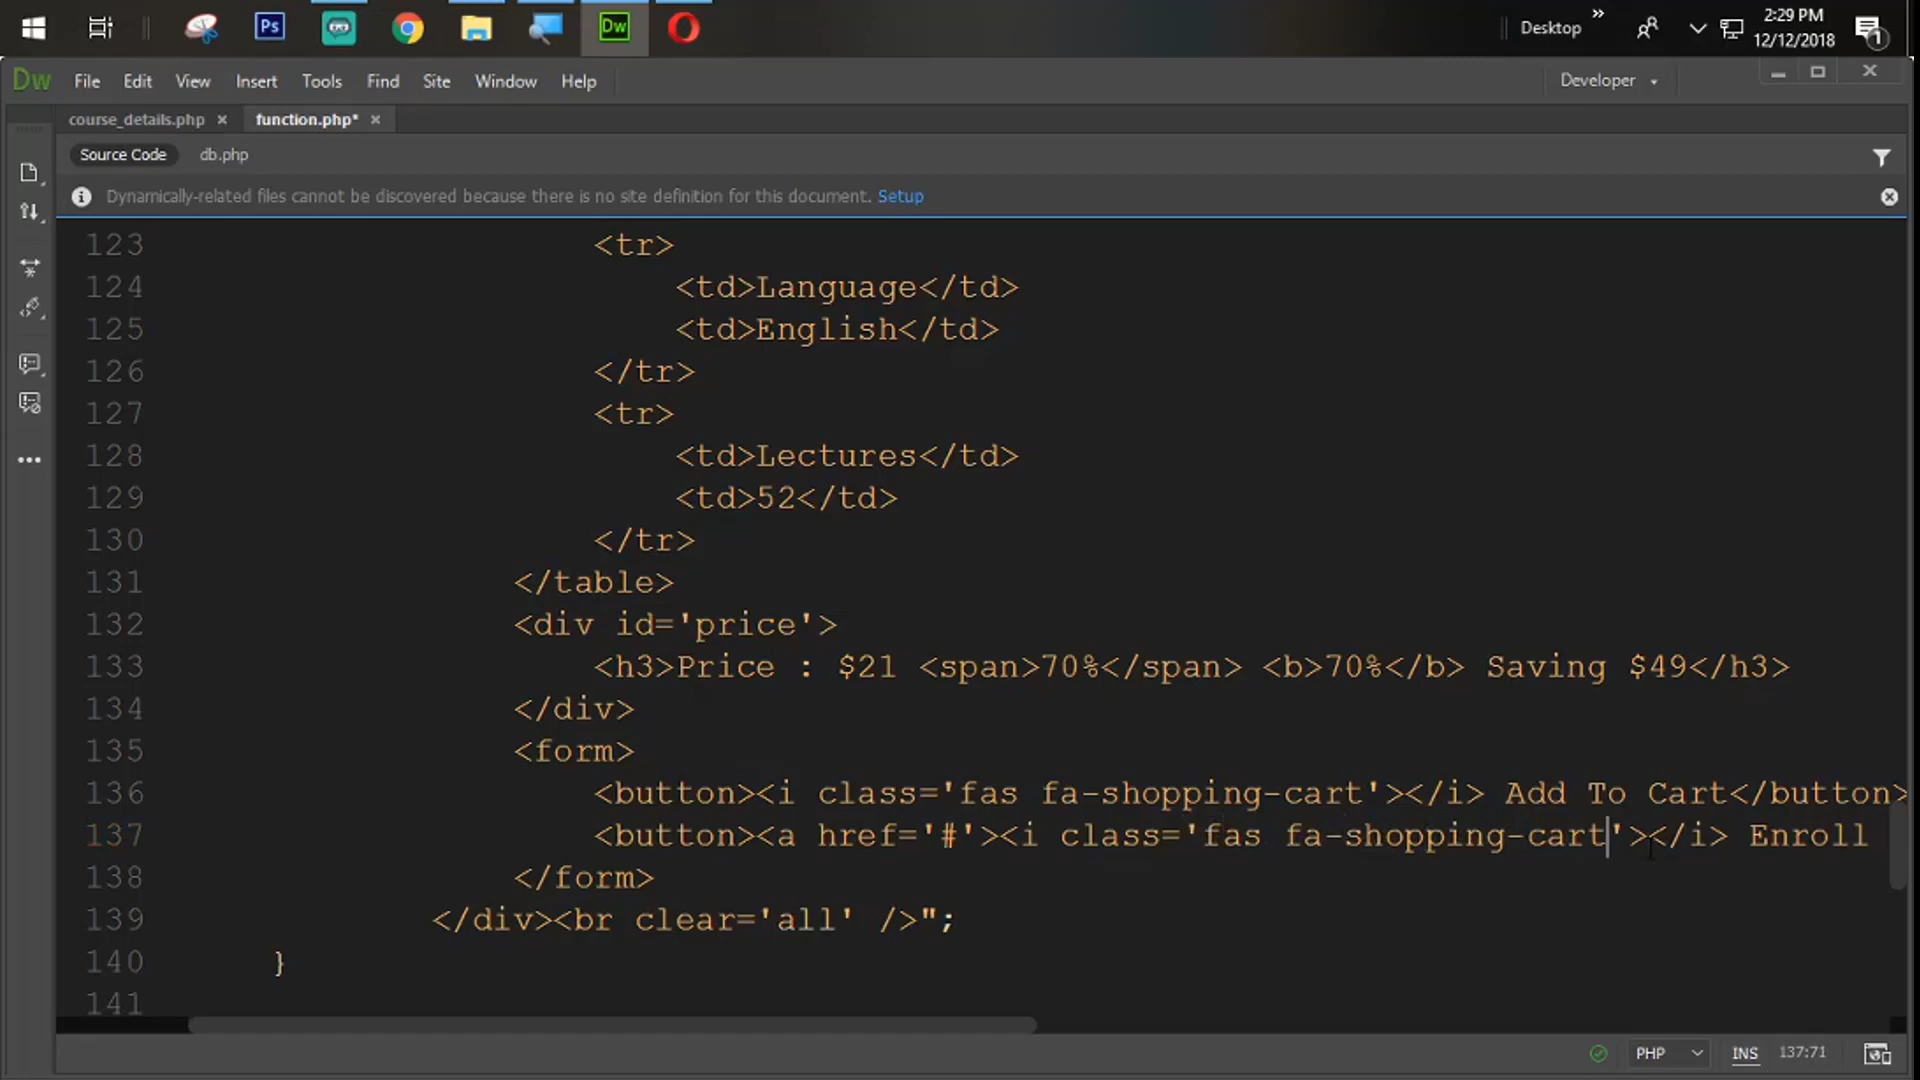 Ps
Dw
Desktop
»
2:29 PM
12/12/2018
1
Dw File Edit View Insert Tools Find Site Window Help
Developer
course_details.php
function.php*
Source Code db.php
Dynamically-related files cannot be discovered because there is no site definition for this document. Setup
123 <tr>
124 <td>Language</td>
125 <td>English</td>
126 </tr>
127 <tr>
128 <td>Lectures</td>
129 <td>52</td>
130 </tr>
131 </table>
132 <div id='price'>
133 <h3>Price : $21 <span>70%</span> <b>70%</b> Saving $49</h3>
134 </div>
135 <form>
136 <button><i class='fas fa-shopping-cart'></i> Add To Cart</button>
137 <button><a href='#'><i class='fas fa-shopping-cart'></i> Enroll
138 </form>
139 </div><br clear='all' />";
140 }
141
PHP INS 137:71